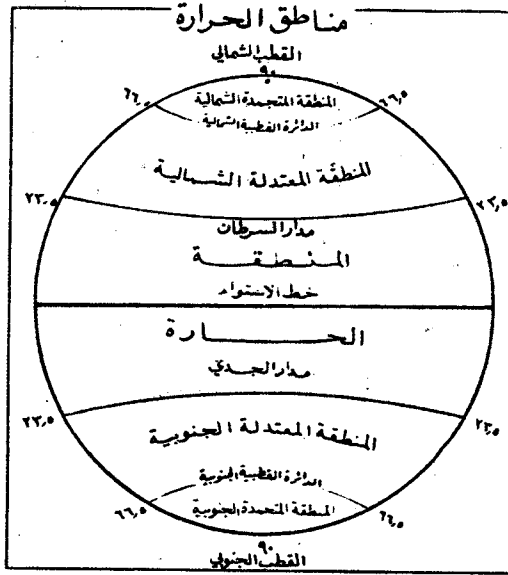 مناطق الحرارة
القطب الشمالي
٩٠
المنطقة المتجمدة الشمالية
٦٦,٥ ٦٦,٥
الدائرة القطبية الشمالية
المنطقة المعتدلة الشمالية
٢٣,٥ ٢٣,٥
مدار السرطان
المنطقة
خط الاستواء
الحارة
مدار الجدي
٢٣,٥ ٢٣,٥
المنطقة المعتدلة الجنوبية
الدائرة القطبية الجنوبية
المنطقة المتجمدة الجنوبية
٦٦,٥ ٦٦,٥
٩٠
القطب الجنوبي